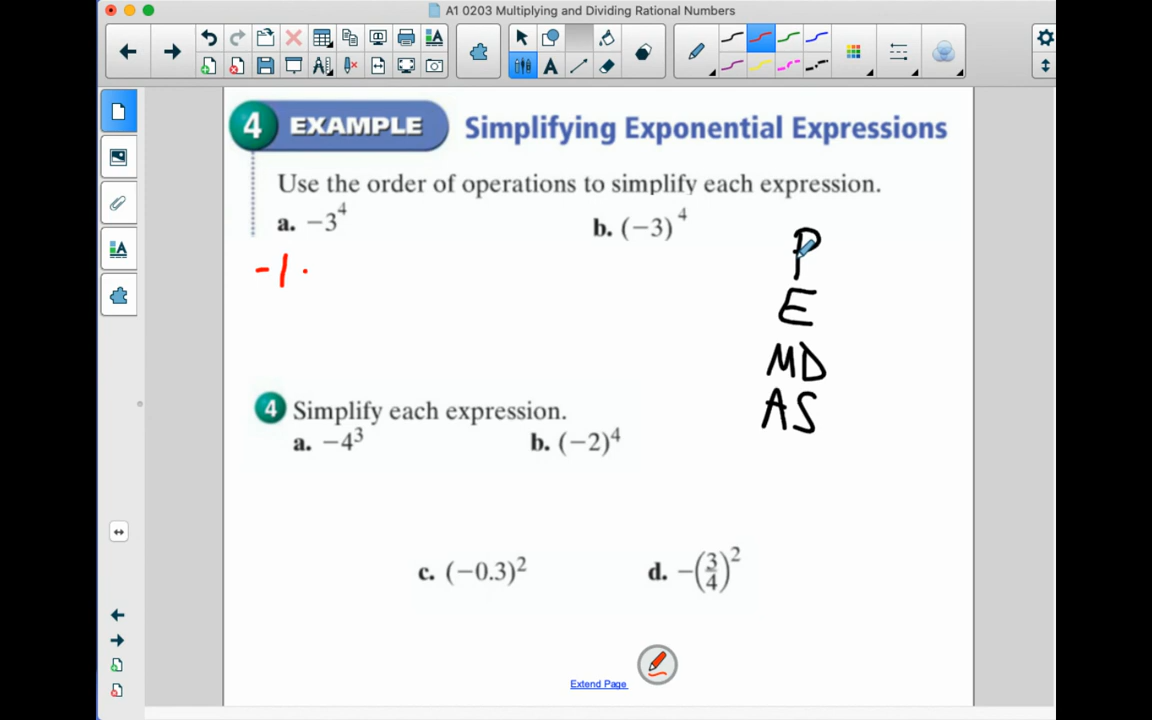 A1 0203 Multiplying and Dividing Rational Numbers
4 EXAMPLE Simplifying Exponential Expressions
Use the order of operations to simplify each expression.
a. −3⁴ b. (−3)⁴
-1 ·
P
E
MD
AS
4 Simplify each expression.
a. −4³ b. (−2)⁴
c. (−0.3)² d. −(3/4)²
Extend Page